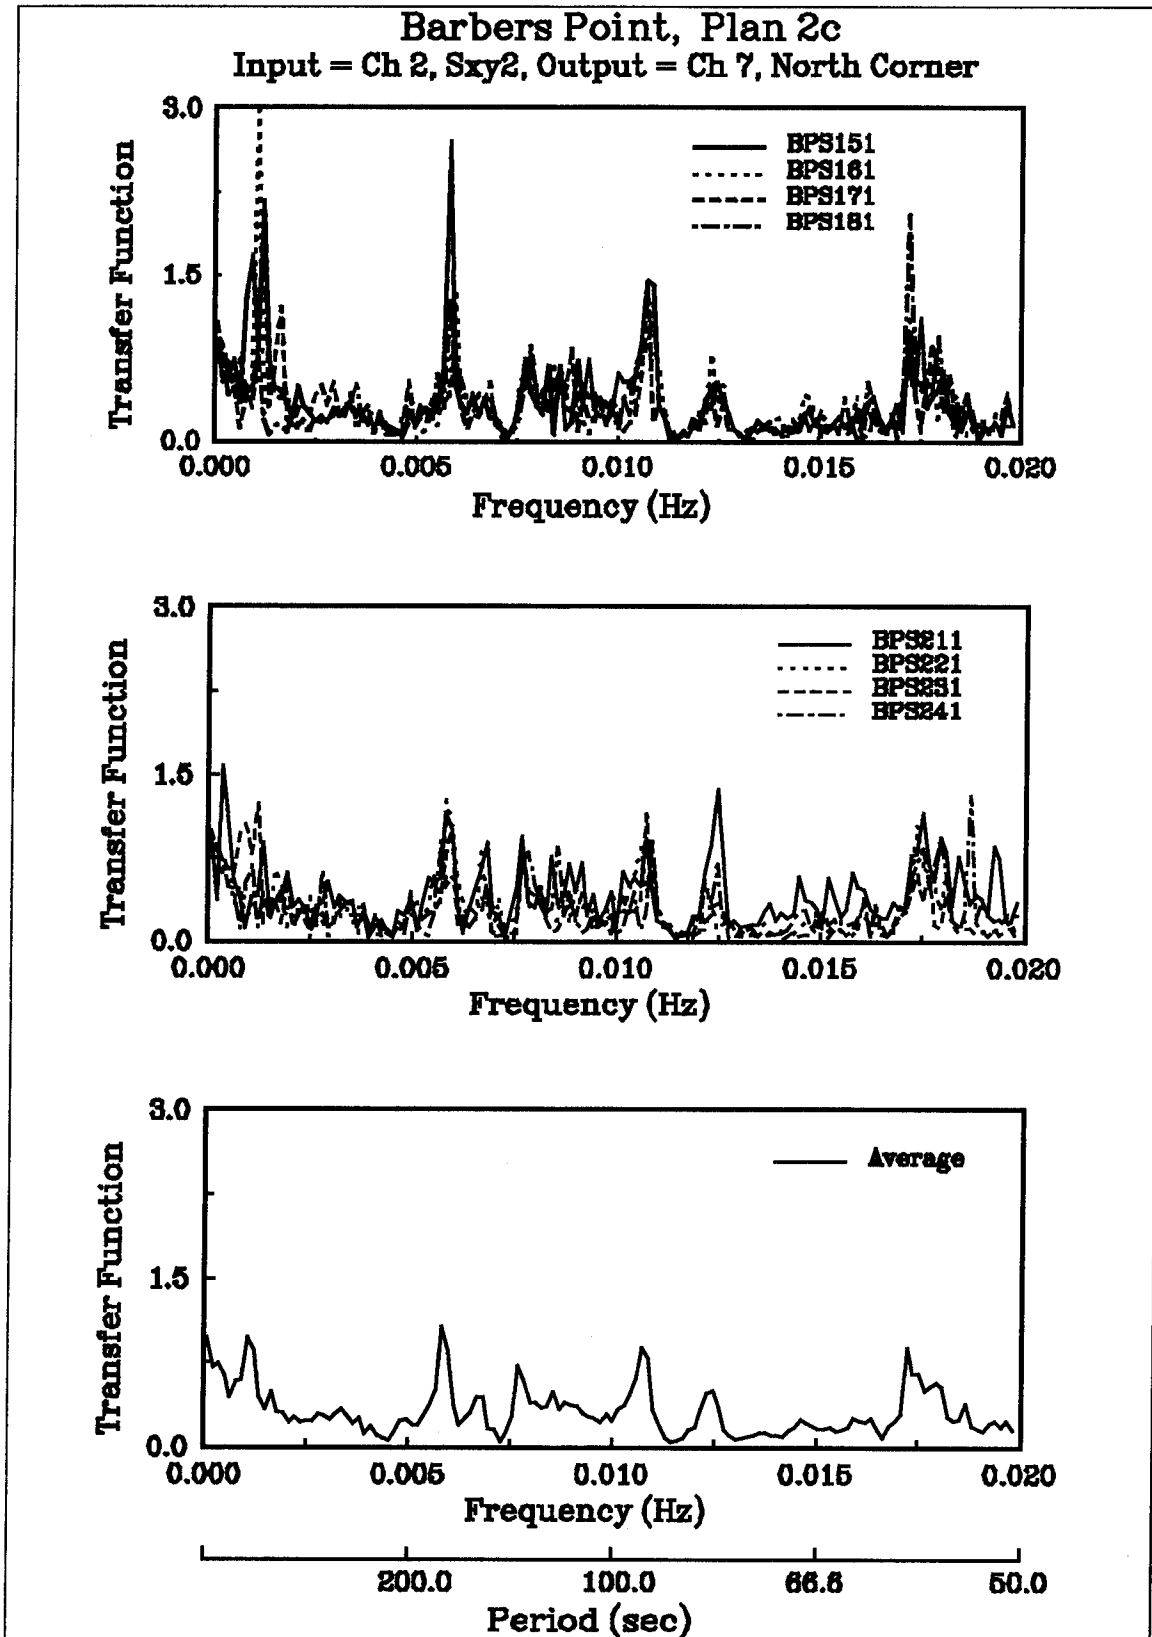 Barbers Point, Plan 2c
Input = Ch 2, Sxy2, Output = Ch 7, North Corner
Transfer Function
3.0
1.5
0.0
BPS151
BPS161
BPS171
BPS181
0.000 0.005 0.010 0.015 0.020
Frequency (Hz)
Transfer Function
3.0
1.5
0.0
BPS211
BPS221
BPS231
BPS241
0.000 0.005 0.010 0.015 0.020
Frequency (Hz)
Transfer Function
3.0
1.5
0.0
Average
0.000 0.005 0.010 0.015 0.020
Frequency (Hz)
200.0 100.0 66.6 50.0
Period (sec)